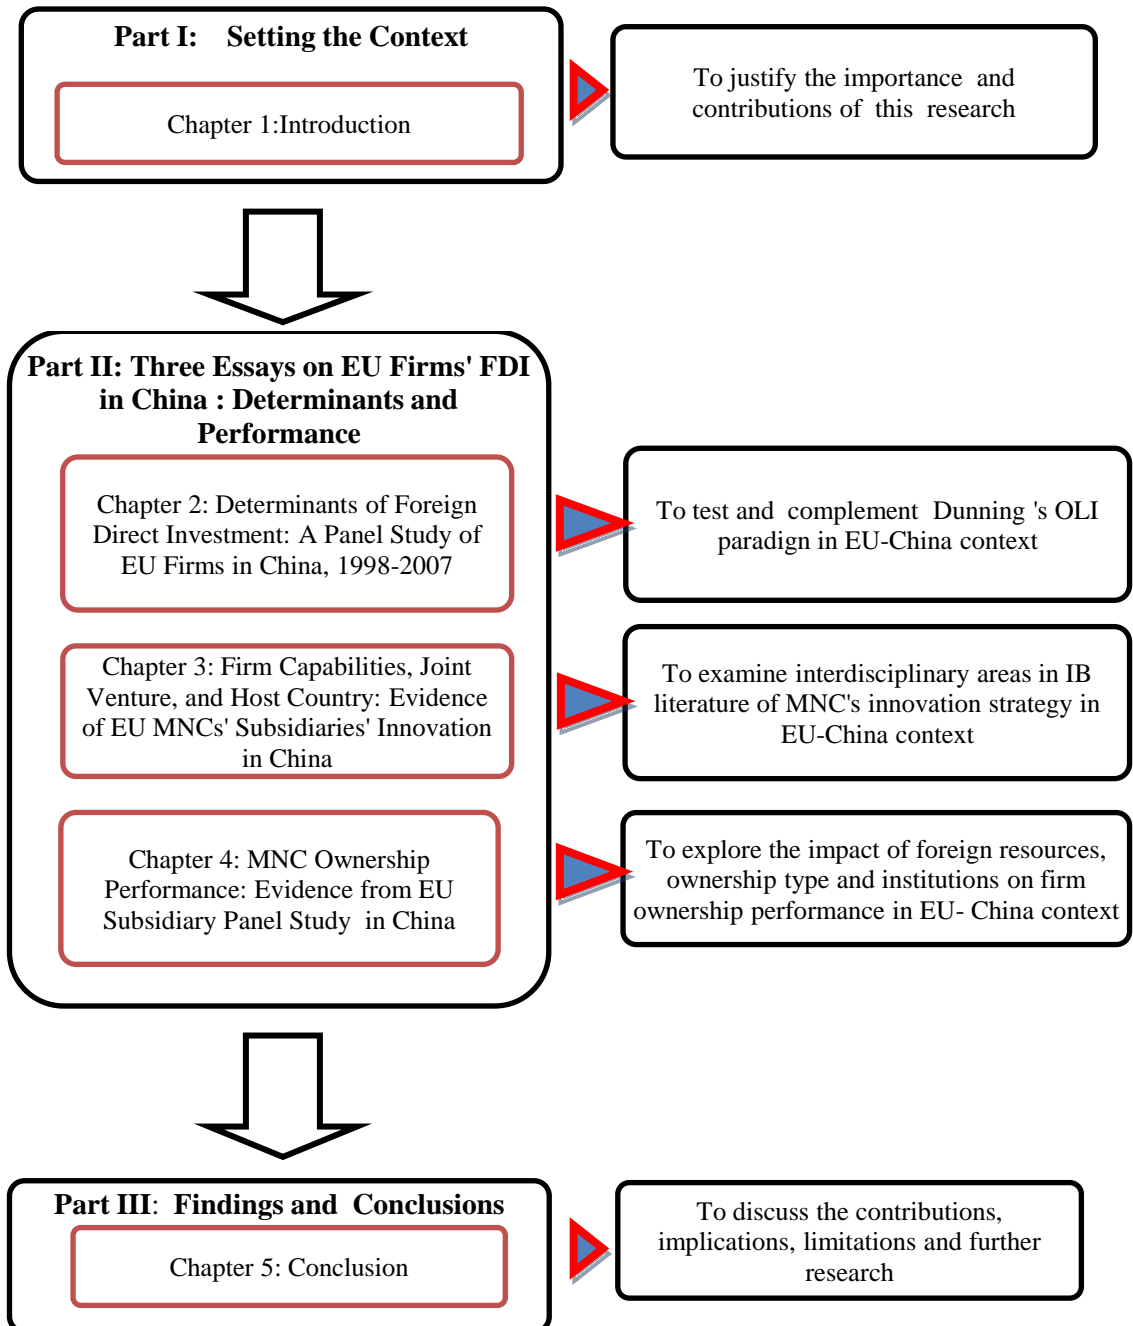 Part I: Setting the Context
Chapter 1:Introduction
To justify the importance and
contributions of this research
Part II: Three Essays on EU Firms' FDI
in China : Determinants and
Performance
Chapter 2: Determinants of Foreign
Direct Investment: A Panel Study of
EU Firms in China, 1998-2007
To test and complement Dunning 's OLI
paradign in EU-China context
Chapter 3: Firm Capabilities, Joint
Venture, and Host Country: Evidence
of EU MNCs' Subsidiaries' Innovation
in China
To examine interdisciplinary areas in IB
literature of MNC's innovation strategy in
EU-China context
Chapter 4: MNC Ownership
Performance: Evidence from EU
Subsidiary Panel Study in China
To explore the impact of foreign resources,
ownership type and institutions on firm
ownership performance in EU- China context
Part III: Findings and Conclusions
Chapter 5: Conclusion
To discuss the contributions,
implications, limitations and further
research